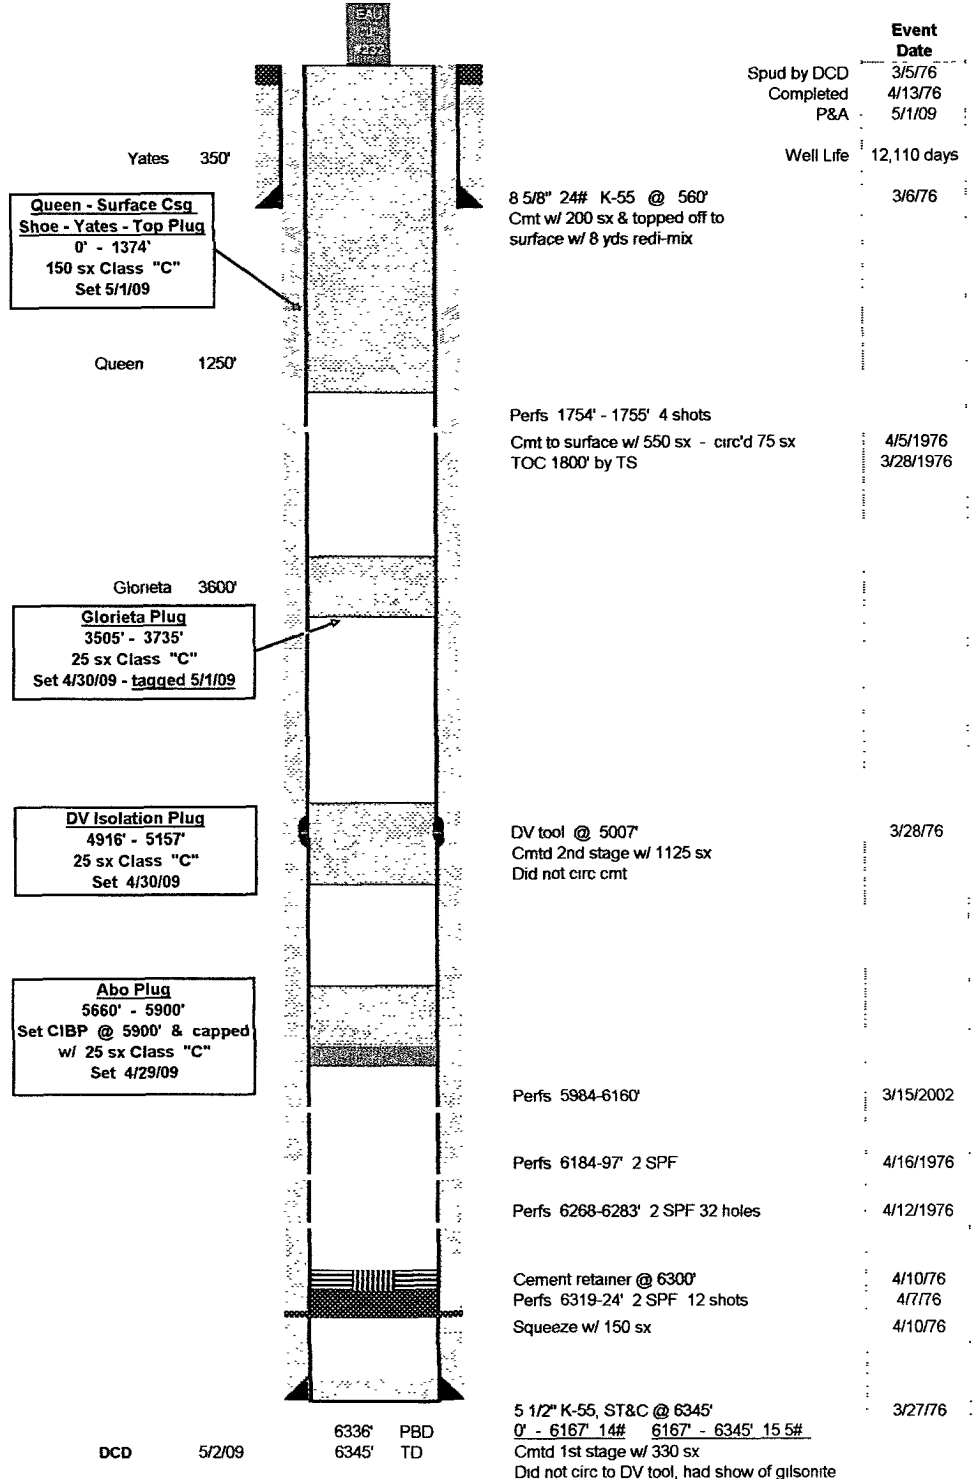 EAU
#232
Event
Date
Spud by DCD 3/5/76
Completed 4/13/76
P&A 5/1/09
Well Life 12,110 days
Yates 350'
8 5/8" 24# K-55 @ 560' 3/6/76
Cmt w/ 200 sx & topped off to
surface w/ 8 yds redi-mix
Queen - Surface Csg
Shoe - Yates - Top Plug
0' - 1374'
150 sx Class "C"
Set 5/1/09
Queen 1250'
Perfs 1754' - 1755' 4 shots
Cmt to surface w/ 550 sx - circ'd 75 sx 4/5/1976
TOC 1800' by TS 3/28/1976
Glorieta 3600'
Glorieta Plug
3505' - 3735'
25 sx Class "C"
Set 4/30/09 - tagged 5/1/09
DV Isolation Plug
4916' - 5157'
25 sx Class "C"
Set 4/30/09
DV tool @ 5007' 3/28/76
Cmtd 2nd stage w/ 1125 sx
Did not circ cmt
Abo Plug
5660' - 5900'
Set CIBP @ 5900' & capped
w/ 25 sx Class "C"
Set 4/29/09
Perfs 5984-6160' 3/15/2002
Perfs 6184-97' 2 SPF 4/16/1976
Perfs 6268-6283' 2 SPF 32 holes 4/12/1976
Cement retainer @ 6300' 4/10/76
Perfs 6319-24' 2 SPF 12 shots 4/7/76
Squeeze w/ 150 sx 4/10/76
5 1/2" K-55, ST&C @ 6345' 3/27/76
0' - 6167' 14# 6167' - 6345' 15 5#
6336' PBD
DCD 5/2/09 6345' TD
Cmtd 1st stage w/ 330 sx
Did not circ to DV tool, had show of gilsonite